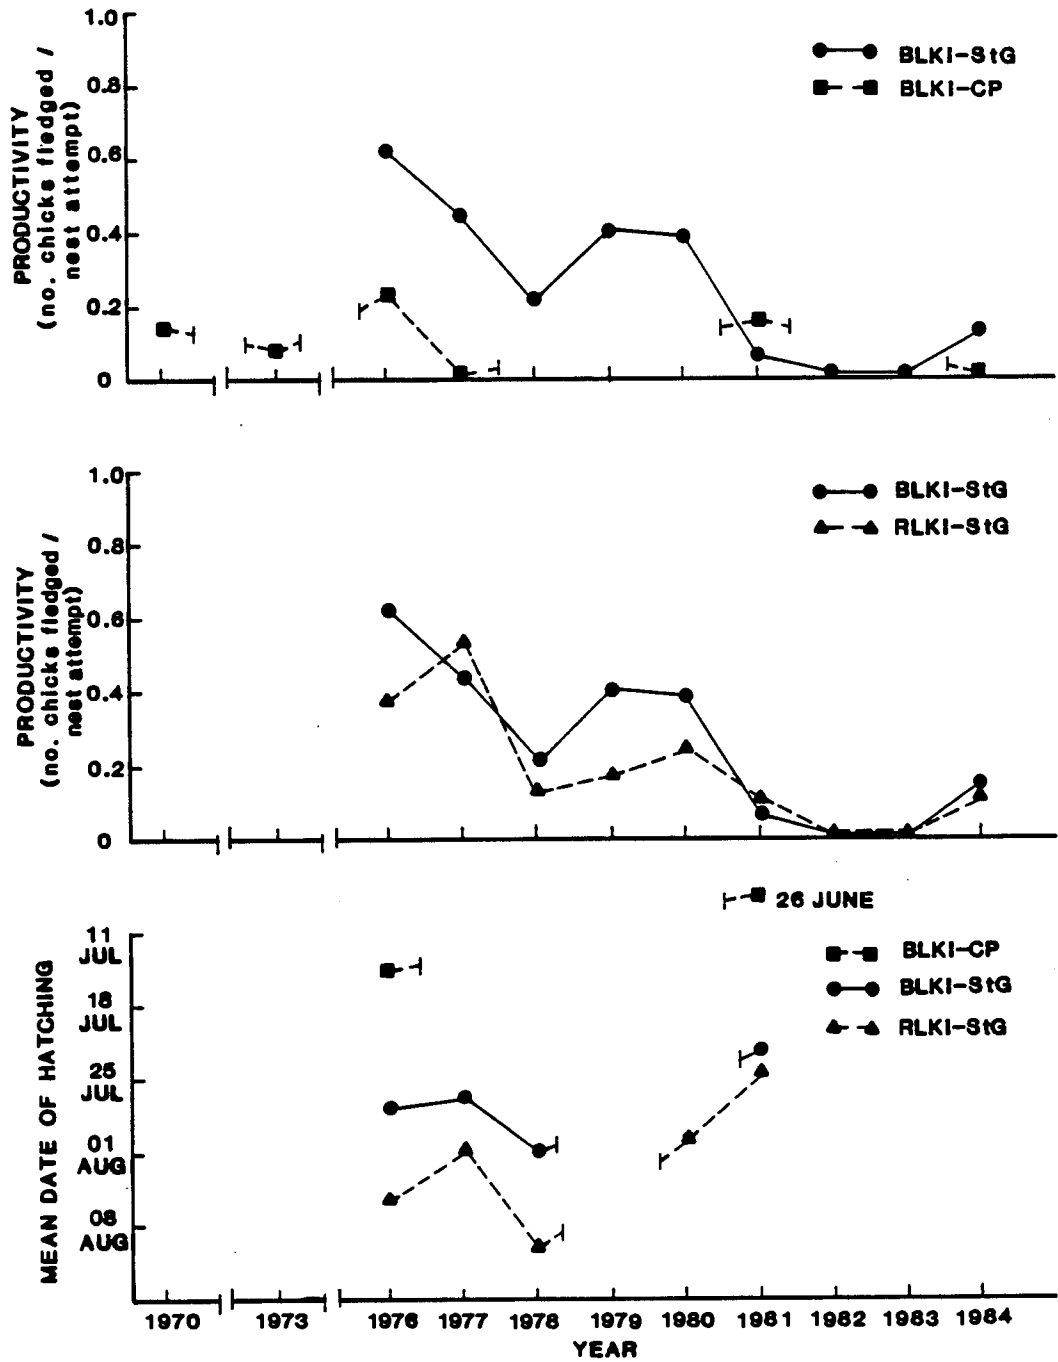 1.0
0.8
0.6
0.4
0.2
0
PRODUCTIVITY
(no. chicks fledged /
nest attempt)
BLKI-StG
BLKI-CP
1.0
0.8
0.6
0.4
0.2
0
PRODUCTIVITY
(no. chicks fledged /
nest attempt)
BLKI-StG
RLKI-StG
26 JUNE
11
JUL
18
JUL
25
JUL
01
AUG
08
AUG
MEAN DATE OF HATCHING
BLKI-CP
BLKI-StG
RLKI-StG
1970 1973 1976 1977 1978 1979 1980 1981 1982 1983 1984
YEAR